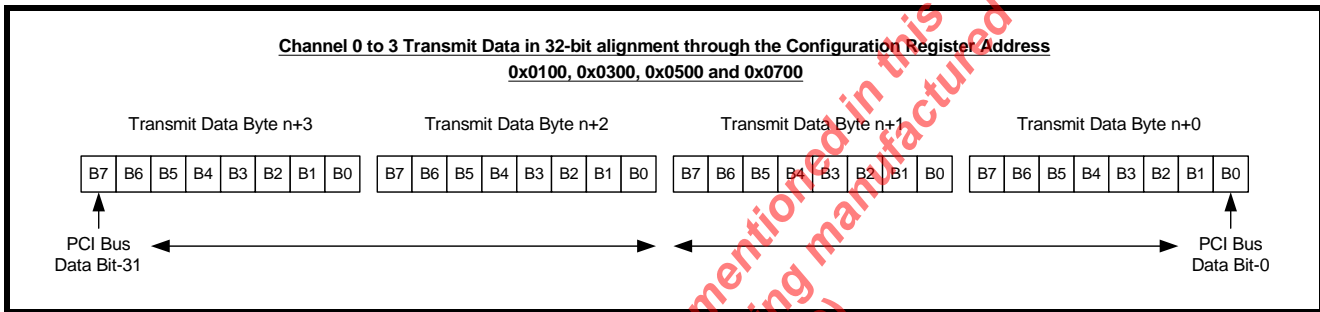 Channel 0 to 3 Transmit Data in 32-bit alignment through the Configuration Register Address
0x0100, 0x0300, 0x0500 and 0x0700
Transmit Data Byte n+3 Transmit Data Byte n+2 Transmit Data Byte n+1 Transmit Data Byte n+0
B7 B6 B5 B4 B3 B2 B1 B0 B7 B6 B5 B4 B3 B2 B1 B0 B7 B6 B5 B4 B3 B2 B1 B0 B7 B6 B5 B4 B3 B2 B1 B0
PCI Bus PCI Bus
Data Bit-31 Data Bit-0
mentioned in this
manufactured